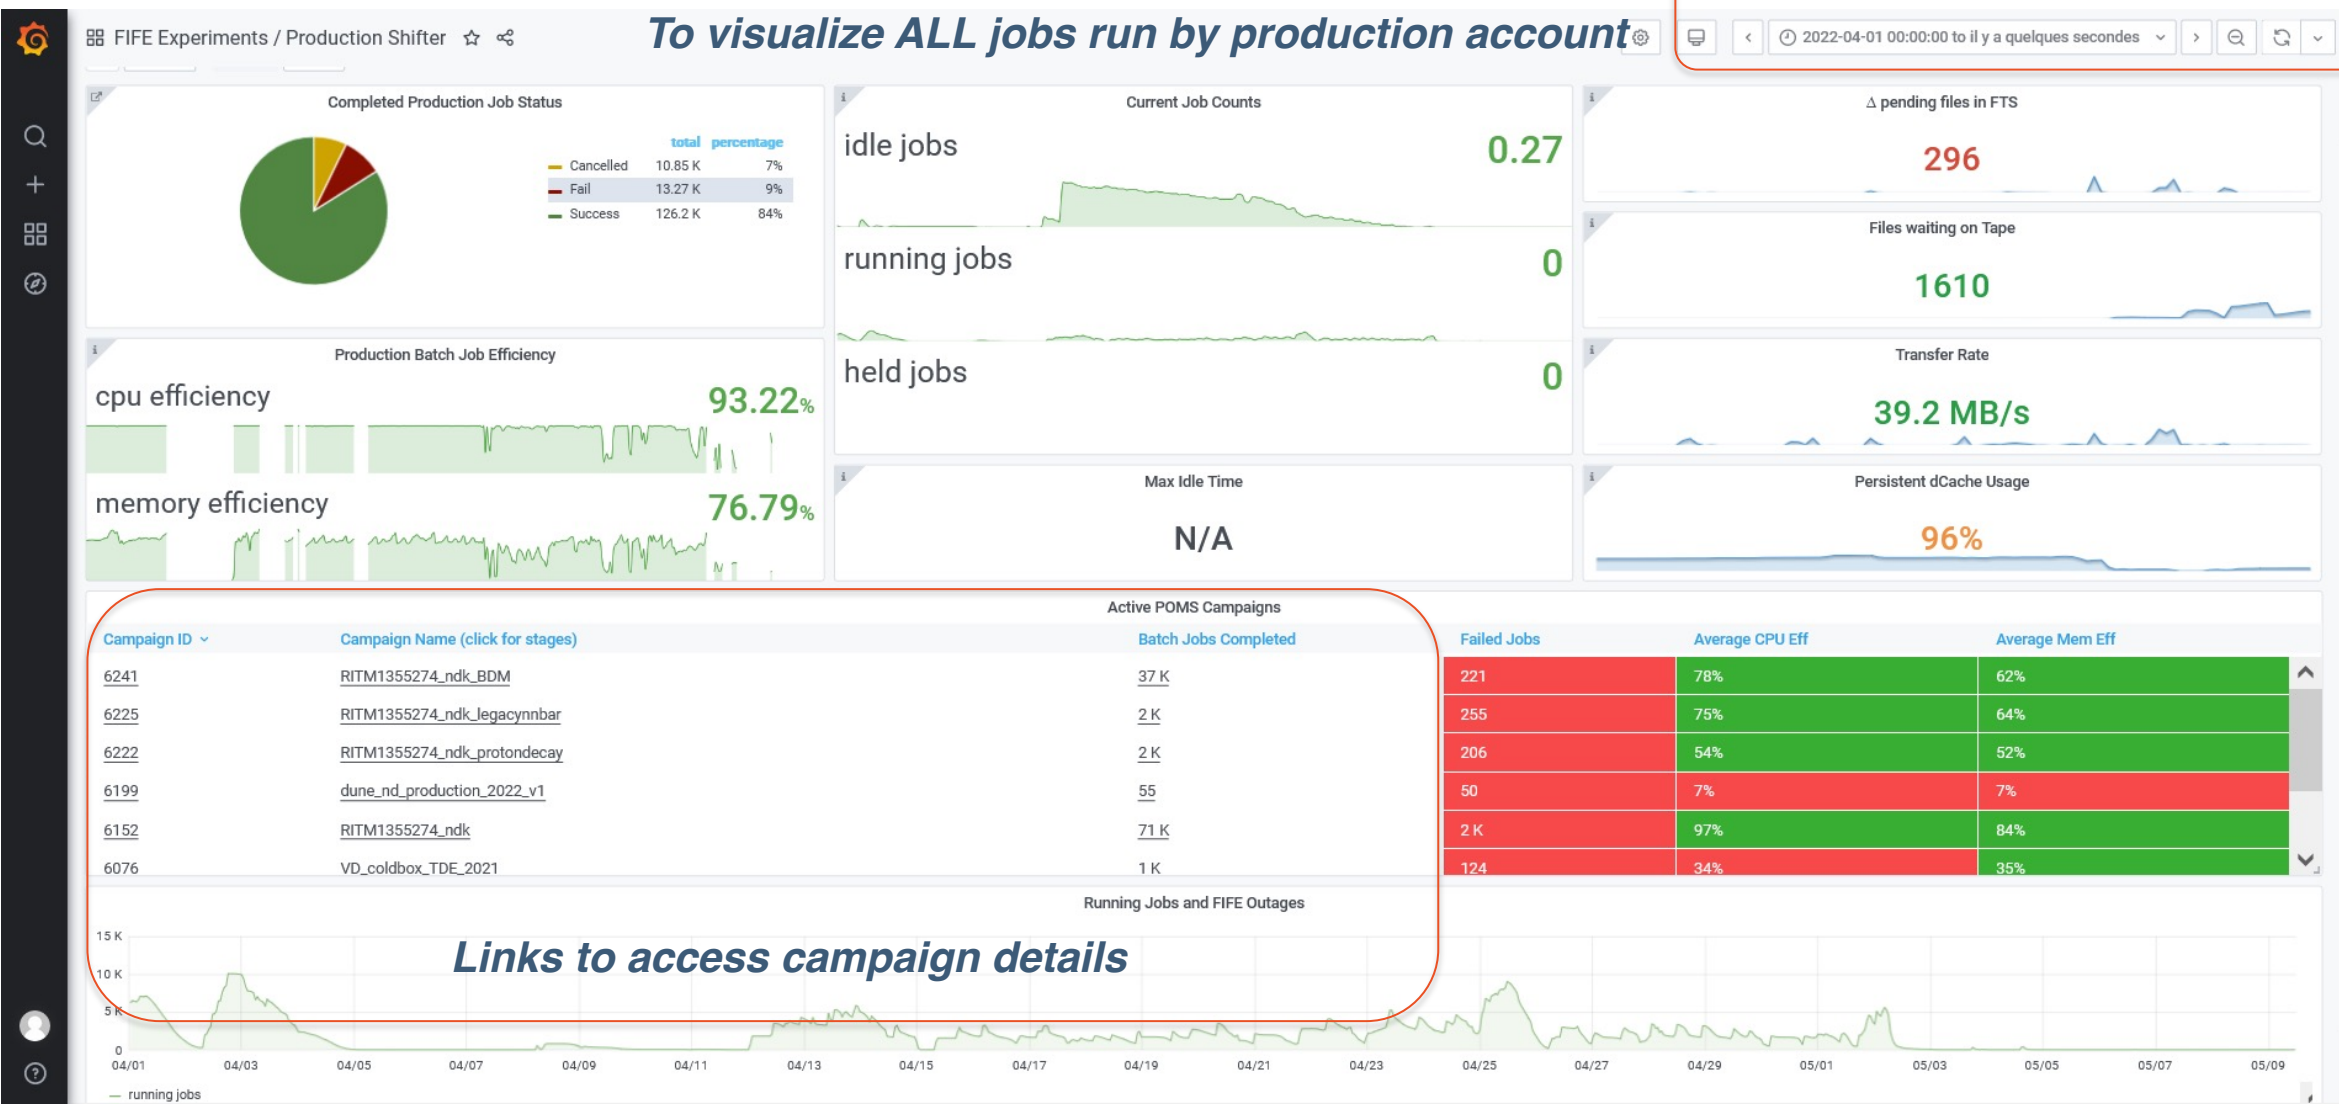 To visualize ALL jobs run by production account
FIFE Experiments / Production Shifter
2022-04-01 00:00:00 to il y a quelques secondes
Completed Production Job Status
total percentage
Cancelled 10.85 K 7%
Fail 13.27 K 9%
Success 126.2 K 84%
Current Job Counts
idle jobs 0.27
running jobs 0
held jobs 0
Δ pending files in FTS
296
Files waiting on Tape
1610
Production Batch Job Efficiency
cpu efficiency 93.22%
memory efficiency 76.79%
Transfer Rate
39.2 MB/s
Max Idle Time
N/A
Persistent dCache Usage
96%
Active POMS Campaigns
Campaign ID Campaign Name (click for stages) Batch Jobs Completed Failed Jobs Average CPU Eff Average Mem Eff
6241 RITM1355274_ndk_BDM 37 K 221 78% 62%
6225 RITM1355274_ndk_legacynnbar 2 K 255 75% 64%
6222 RITM1355274_ndk_protondecay 2 K 206 54% 52%
6199 dune_nd_production_2022_v1 55 50 7% 7%
6152 RITM1355274_ndk 71 K 2 K 97% 84%
6076 VD_coldbox_TDE_2021 1 K 124 34% 35%
Running Jobs and FIFE Outages
Links to access campaign details
15 K
10 K
5 K
0
04/01 04/03 04/05 04/07 04/09 04/11 04/13 04/15 04/17 04/19 04/21 04/23 04/25 04/27 04/29 05/01 05/03 05/05 05/07 05/09
running jobs